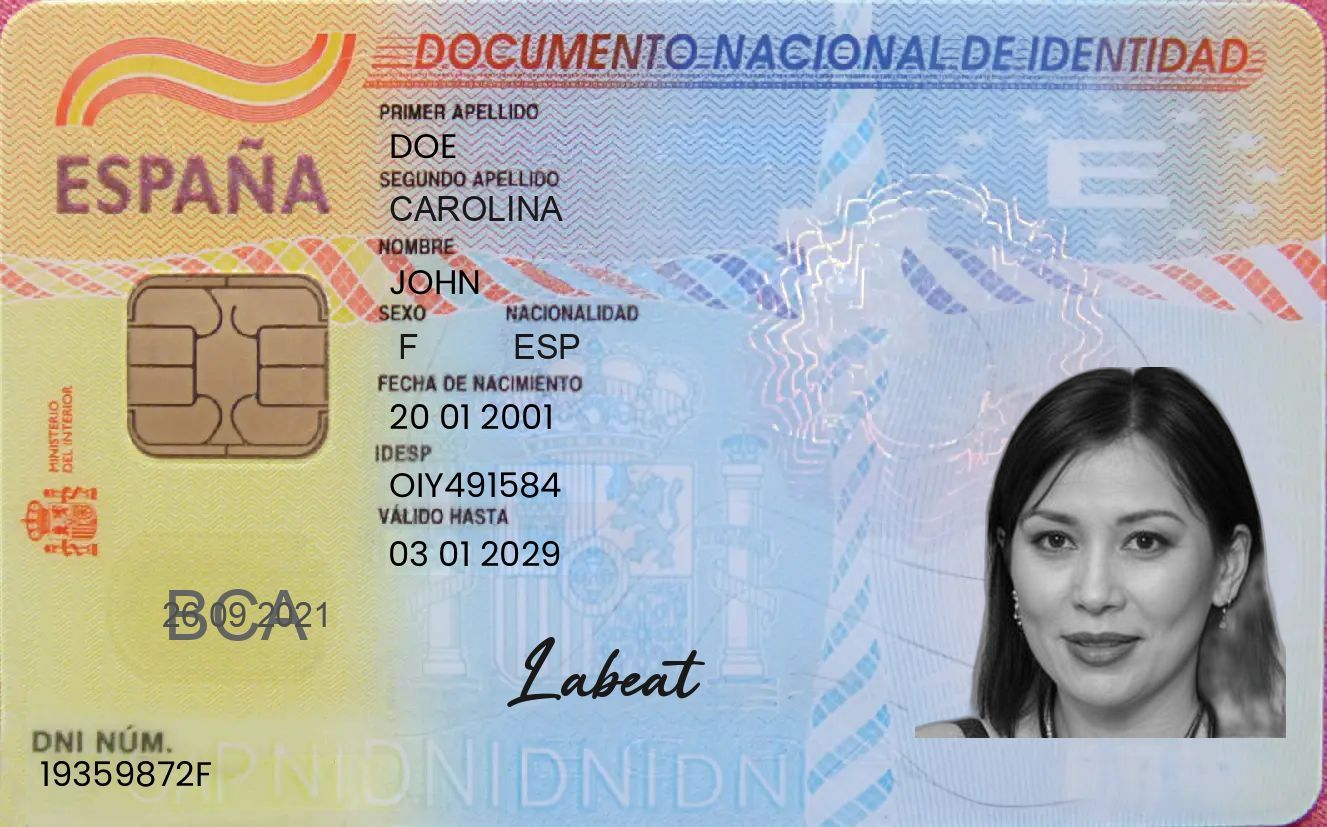 DOCUMENTO NACIONAL DE IDENTIDAD
ESPAÑA
PRIMER APELLIDO
DOE
SEGUNDO APELLIDO
CAROLINA
NOMBRE
JOHN
SEXO NACIONALIDAD
F ESP
FECHA DE NACIMIENTO
20 01 2001
IDESP
OIY491584
VÁLIDO HASTA
03 01 2029
MINISTERIO
DEL INTERIOR
E
BCA
26 09 2021
Labeat
DNI NÚM.
19359872F
DNIDNIDNIDN